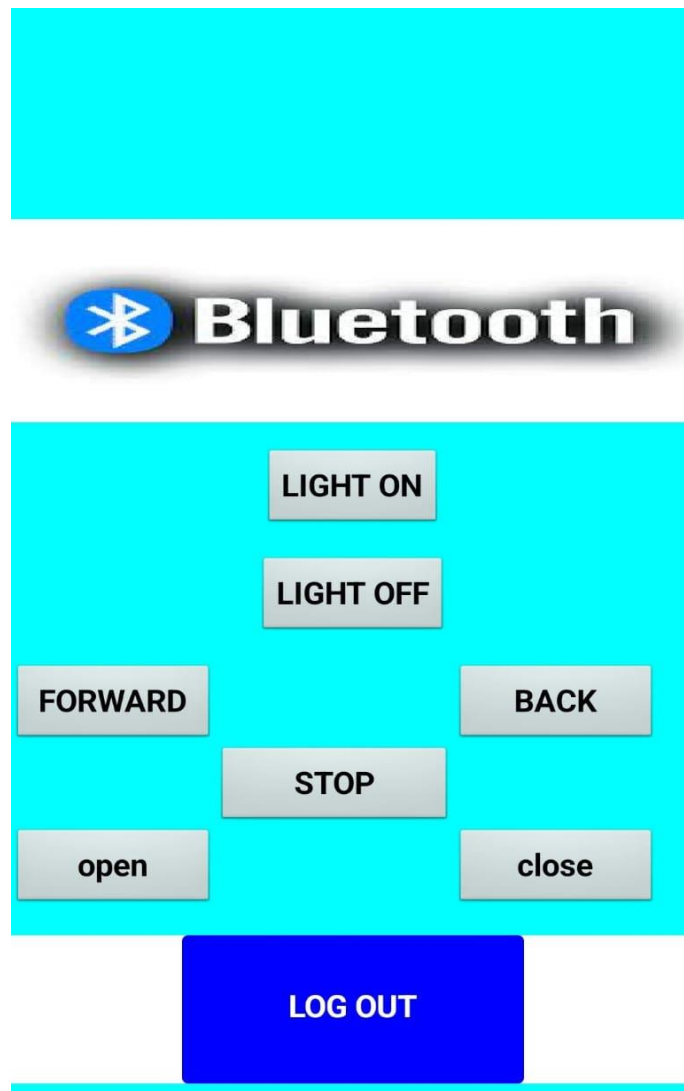 Bluetooth
LIGHT ON
LIGHT OFF
FORWARD BACK
STOP
open close
LOG OUT